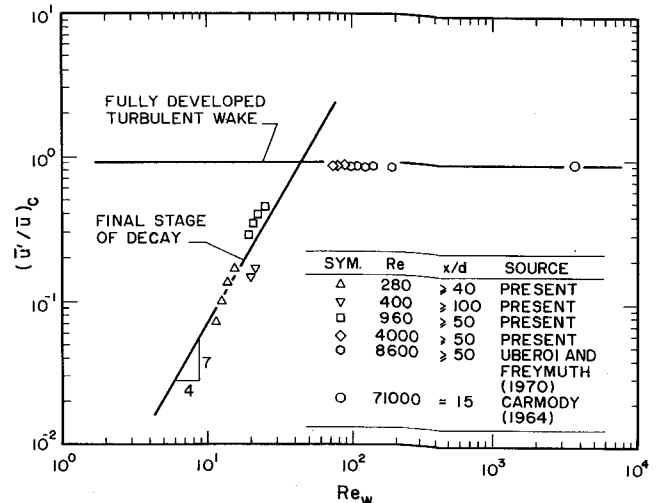 10¹
FULLY DEVELOPED
TURBULENT WAKE
10⁰
(ū'/ū)c
FINAL STAGE
OF DECAY
10⁻¹
7
4
10⁻²
SYM. Re x/d SOURCE
△ 280 ⩾ 40 PRESENT
▽ 400 ⩾ 100 PRESENT
□ 960 ⩾ 50 PRESENT
◇ 4000 ⩾ 50 PRESENT
○ 8600 ⩾ 50 UBEROI AND
FREYMUTH
(1970)
○ 71000 = 15 CARMODY
(1964)
10⁰ 10¹ 10² 10³ 10⁴
Re_w